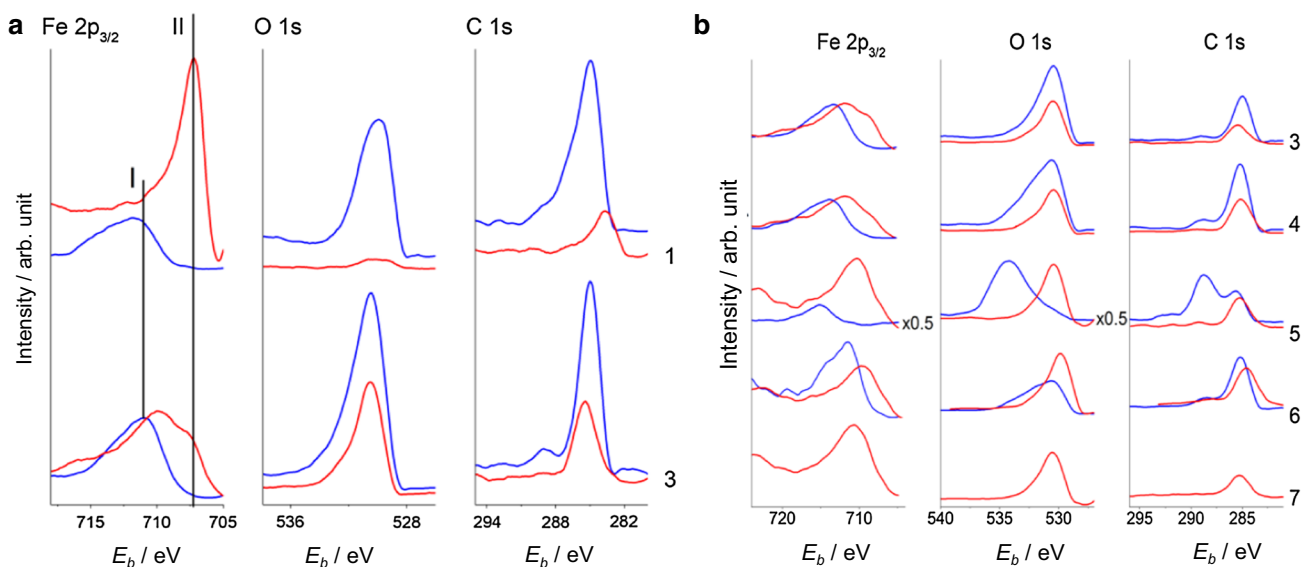 a
Fe 2p3/2
II
O 1s
C 1s
I
1
3
Intensity / arb. unit
715
710
705
536
528
294
288
282
Eb / eV
Eb / eV
Eb / eV
b
Fe 2p3/2
O 1s
C 1s
3
4
x0.5
x0.5
5
6
7
Intensity / arb. unit
720
710
540
535
530
295
290
285
Eb / eV
Eb / eV
Eb / eV